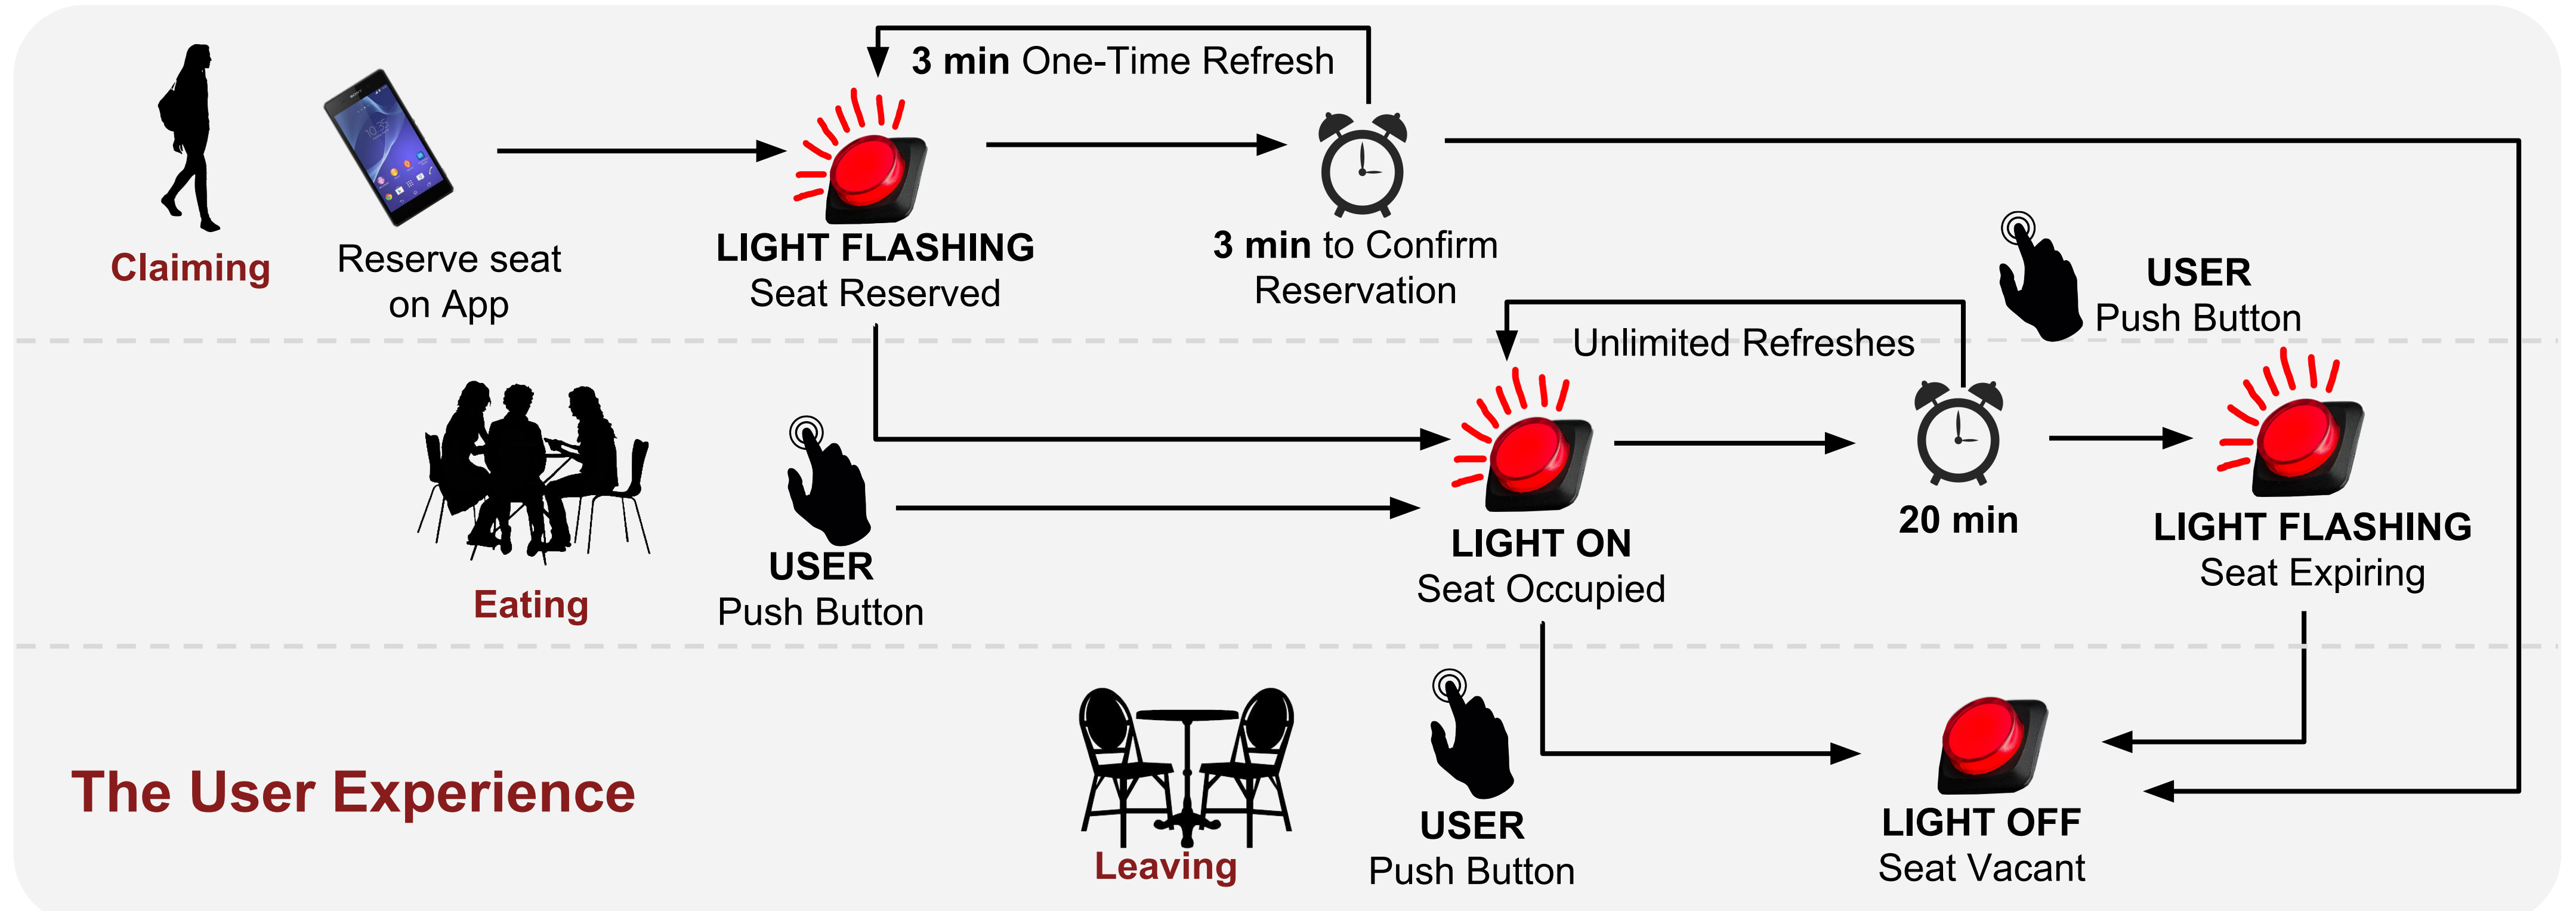 3 min One-Time Refresh
Claiming
Reserve seat
on App
10:35
LIGHT FLASHING
Seat Reserved
3 min to Confirm
Reservation
USER
Push Button
Unlimited Refreshes
Eating
USER
Push Button
LIGHT ON
Seat Occupied
20 min
LIGHT FLASHING
Seat Expiring
The User Experience
Leaving
USER
Push Button
LIGHT OFF
Seat Vacant